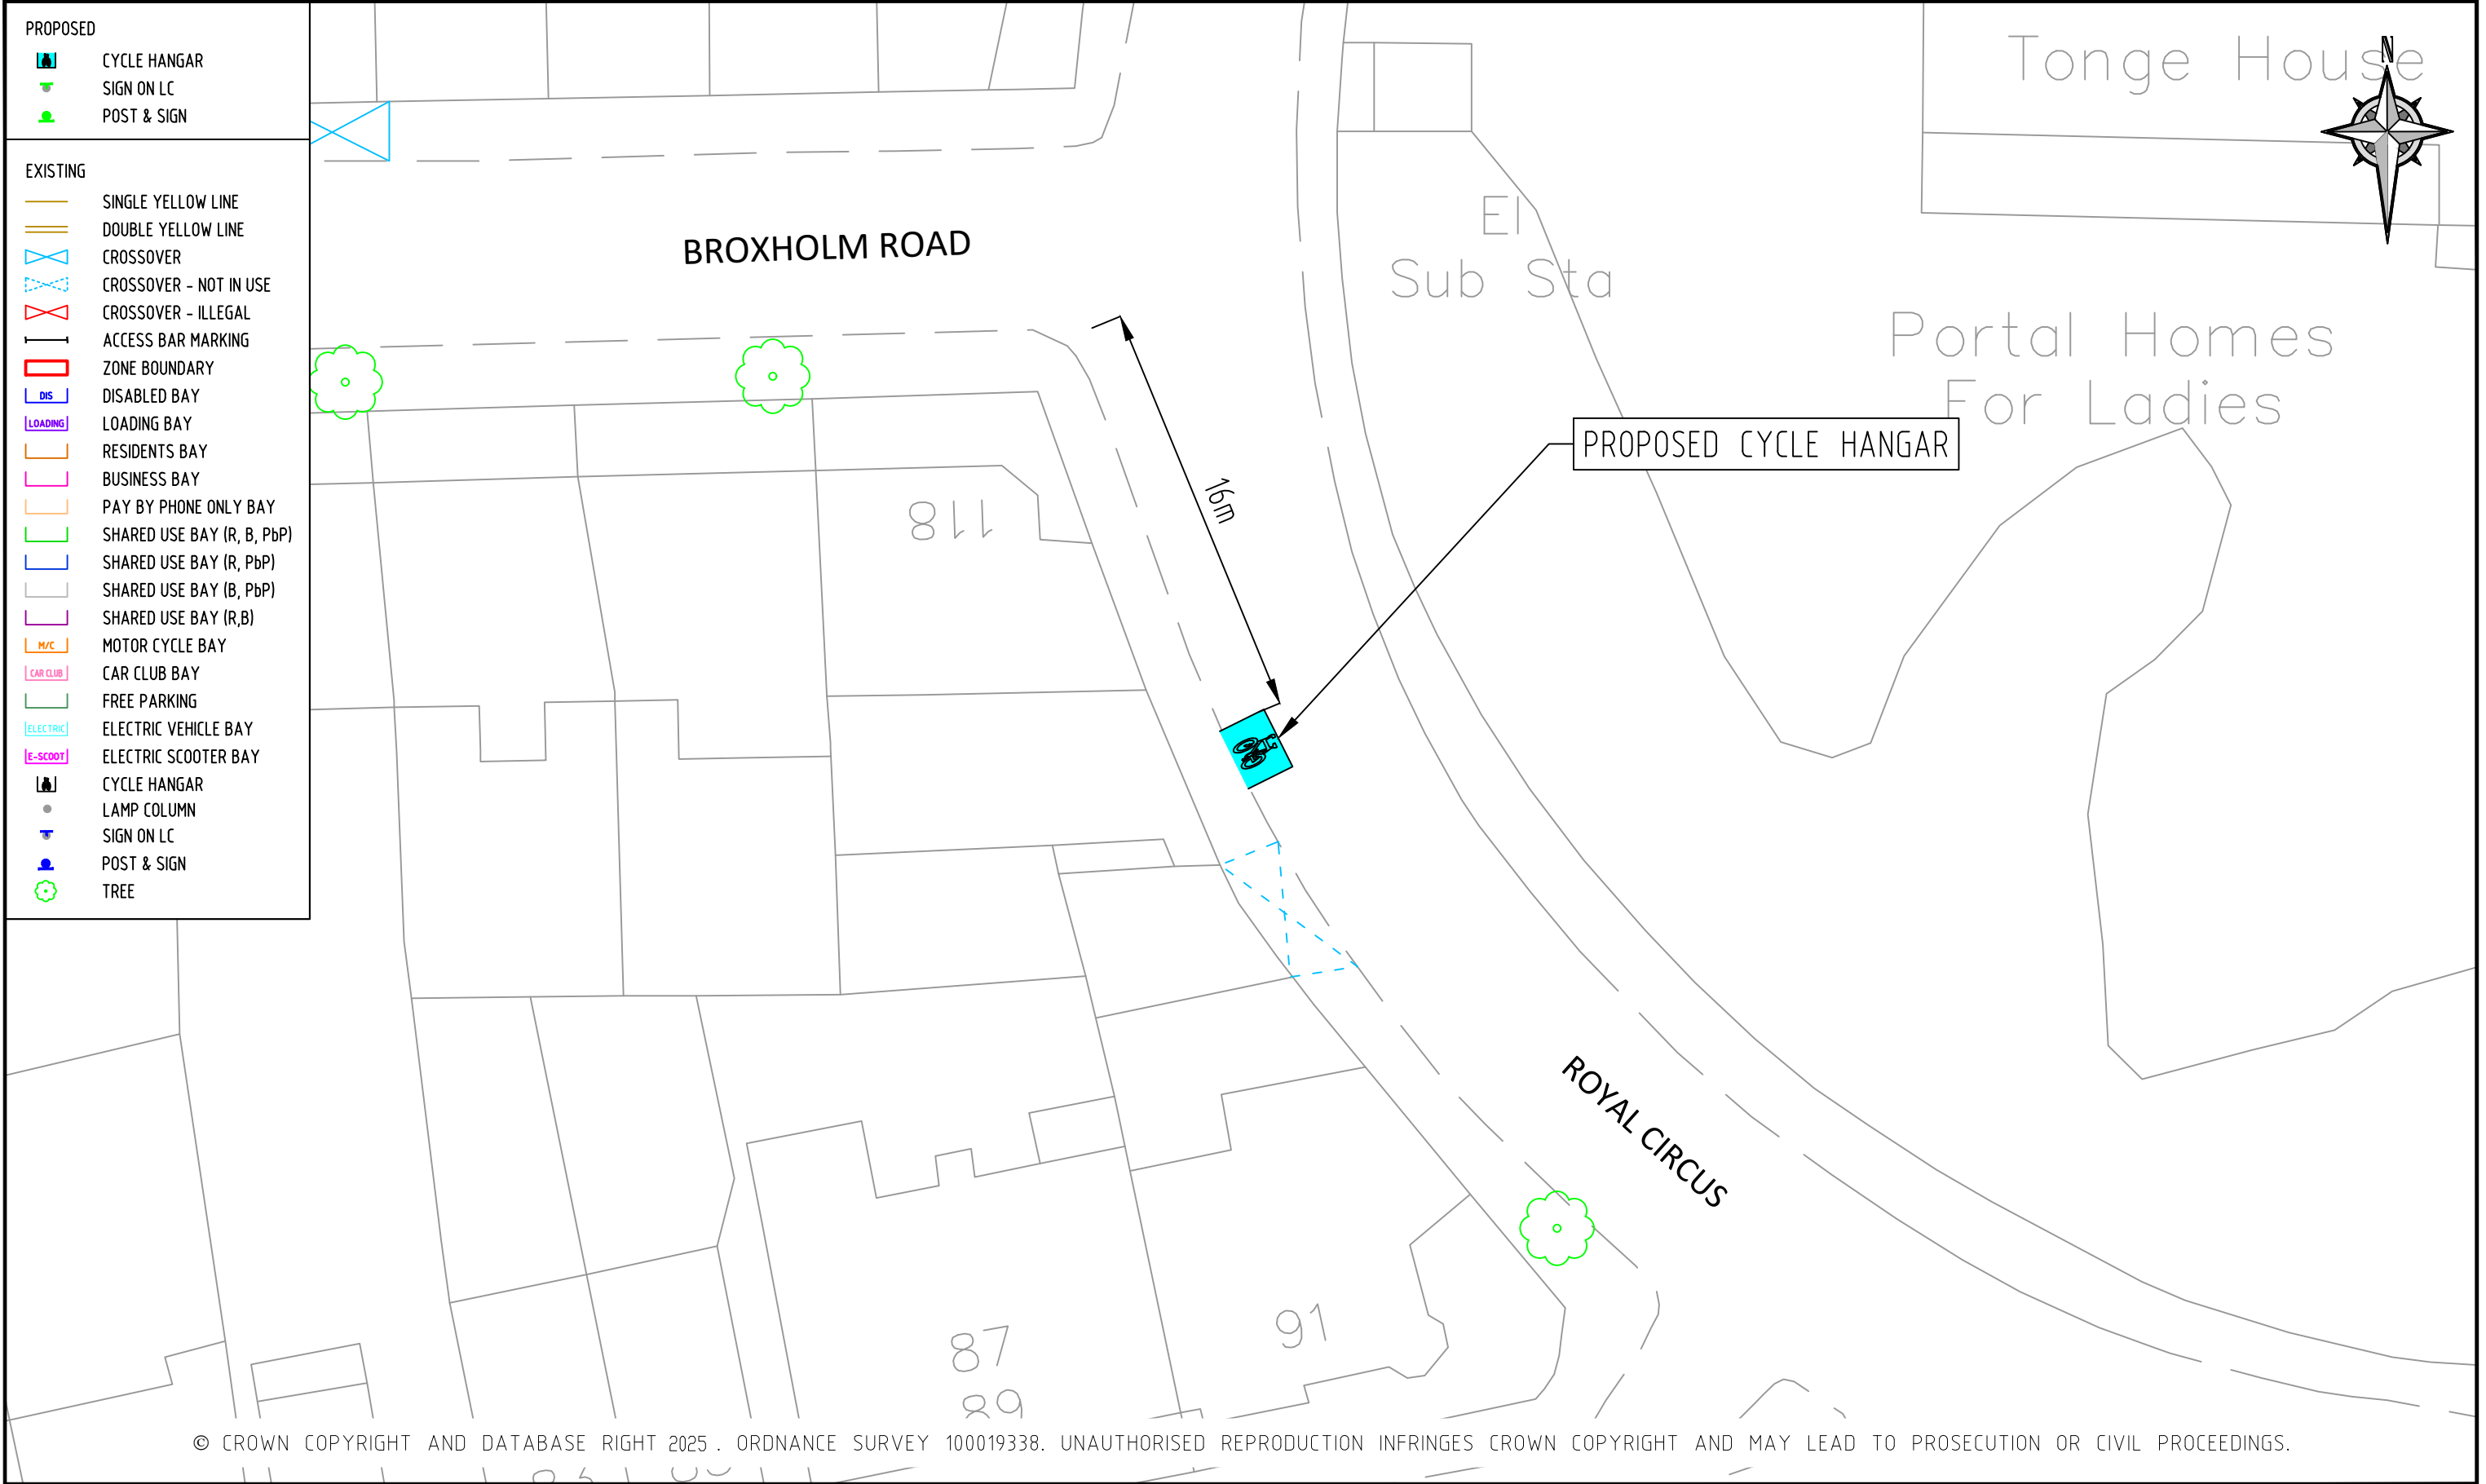 PROPOSED
CYCLE HANGAR
SIGN ON LC
POST & SIGN
EXISTING
SINGLE YELLOW LINE
DOUBLE YELLOW LINE
CROSSOVER
CROSSOVER - NOT IN USE
CROSSOVER - ILLEGAL
ACCESS BAR MARKING
ZONE BOUNDARY
DIS DISABLED BAY
LOADING LOADING BAY
RESIDENTS BAY
BUSINESS BAY
PAY BY PHONE ONLY BAY
SHARED USE BAY (R, B, PbP)
SHARED USE BAY (R, PbP)
SHARED USE BAY (B, PbP)
SHARED USE BAY (R,B)
M/C MOTOR CYCLE BAY
CAR CLUB CAR CLUB BAY
FREE PARKING
ELECTRIC ELECTRIC VEHICLE BAY
E-SCOOT ELECTRIC SCOOTER BAY
CYCLE HANGAR
LAMP COLUMN
SIGN ON LC
POST & SIGN
TREE
BROXHOLM ROAD
Tonge House
N
El
Sub Sta
Portal Homes
For Ladies
PROPOSED CYCLE HANGAR
16m
118
ROYAL CIRCUS
87
89
91
© CROWN COPYRIGHT AND DATABASE RIGHT 2025. ORDNANCE SURVEY 100019338. UNAUTHORISED REPRODUCTION INFRINGES CROWN COPYRIGHT AND MAY LEAD TO PROSECUTION OR CIVIL PROCEEDINGS.